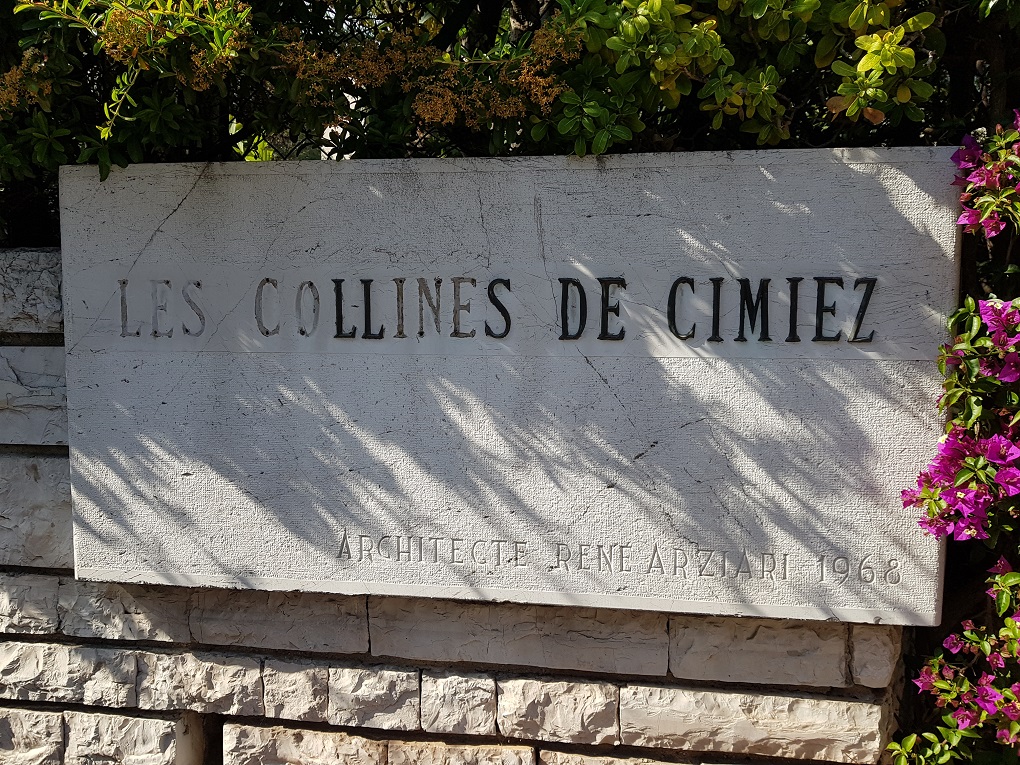 LES COLLINES DE CIMIEZ
ARCHITECTE RENE ARZIARI 1968